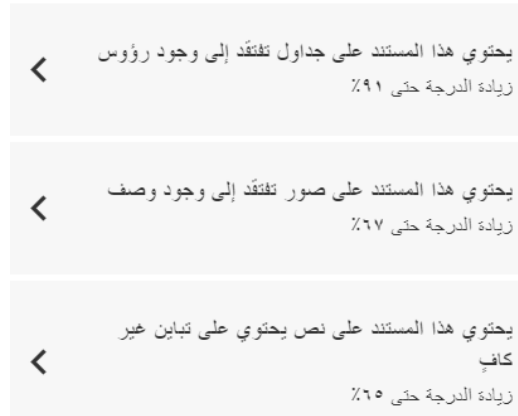 يحتوي هذا المستند على جداول تفتقد إلى وجود رؤوس
زيادة الدرجة حتى ٩١٪
يحتوي هذا المستند على صور تفتقد إلى وجود وصف
زيادة الدرجة حتى ٦٧٪
يحتوي هذا المستند على نص يحتوي على تباين غير
كافٍ
زيادة الدرجة حتى ٦٥٪